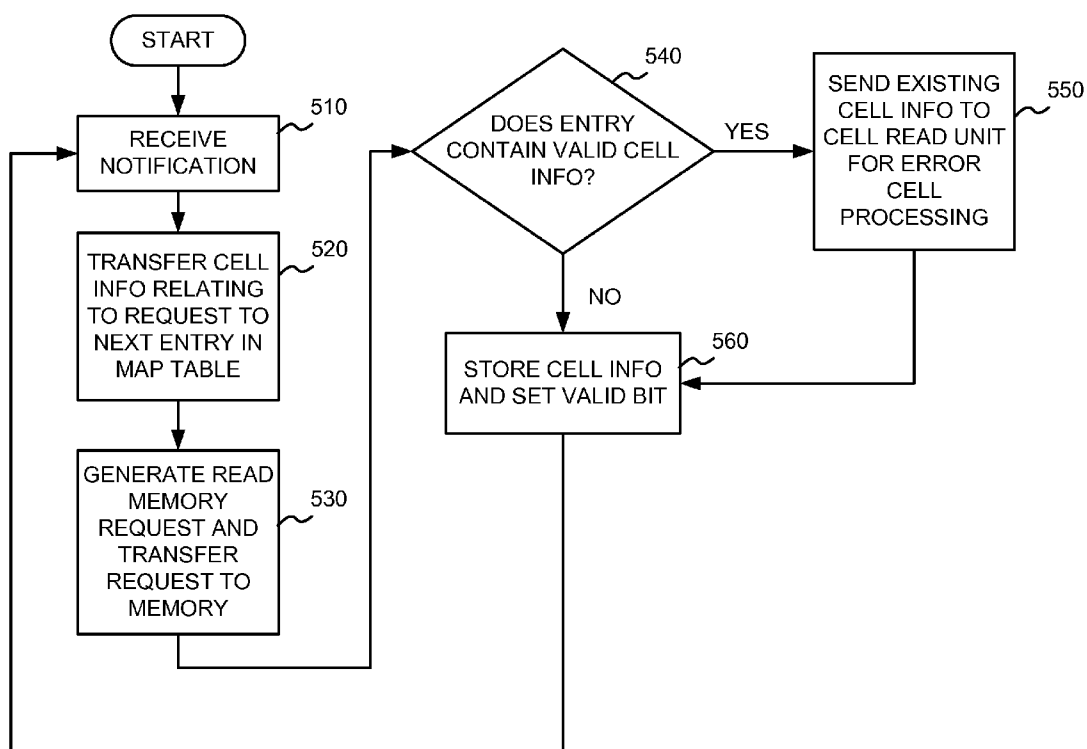 START
510
RECEIVE
NOTIFICATION
520
TRANSFER CELL
INFO RELATING
TO REQUEST TO
NEXT ENTRY IN
MAP TABLE
530
GENERATE READ
MEMORY
REQUEST AND
TRANSFER
REQUEST TO
MEMORY
540
DOES ENTRY
CONTAIN VALID CELL
INFO?
YES
NO
550
SEND EXISTING
CELL INFO TO
CELL READ UNIT
FOR ERROR
CELL
PROCESSING
560
STORE CELL INFO
AND SET VALID BIT